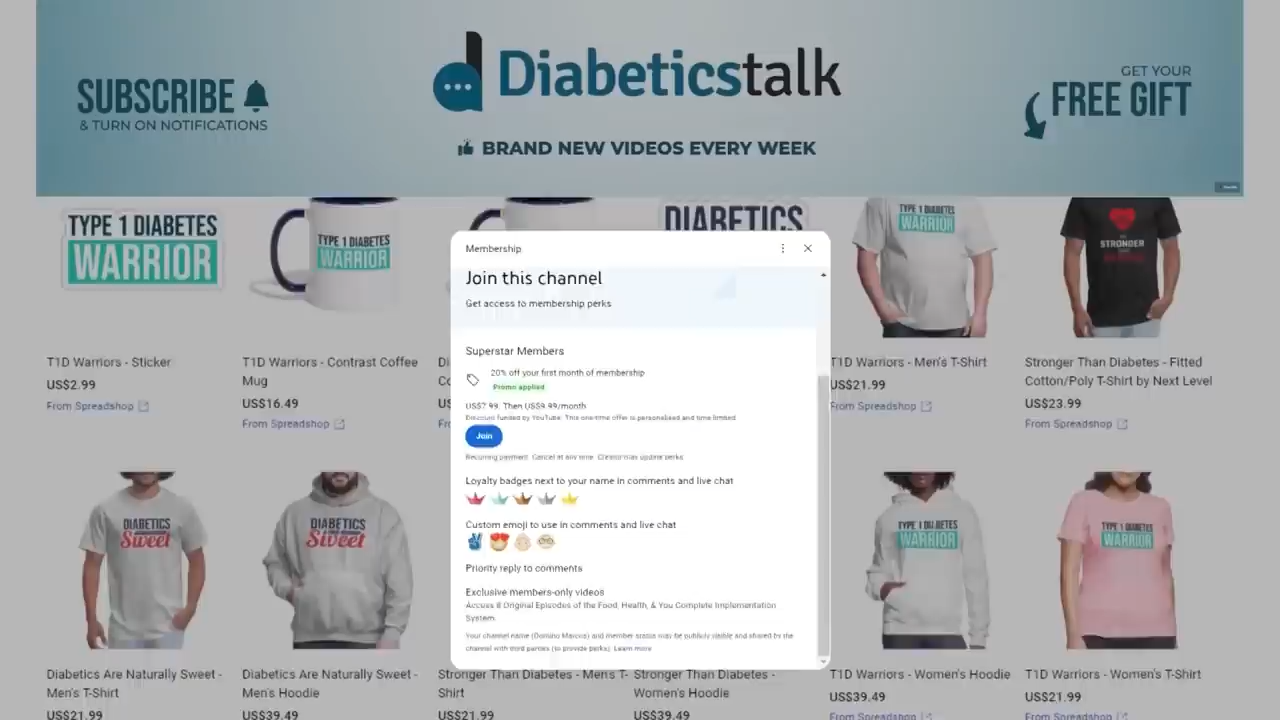 SUBSCRIBE
& TURN ON NOTIFICATIONS
Diabeticstalk
BRAND NEW VIDEOS EVERY WEEK
GET YOUR
FREE GIFT
TYPE 1 DIABETES
WARRIOR
TYPE 1 DIABETES
WARRIOR
DIABETICS
TYPE 1 DIABETES
WARRIOR
STRONGER
T1D Warriors - Sticker
US$2.99
From Spreadshop
T1D Warriors - Contrast Coffee
Mug
US$16.49
From Spreadshop
T1D Warriors - Men's T-Shirt
US$21.99
From Spreadshop
Stronger Than Diabetes - Fitted
Cotton/Poly T-Shirt by Next Level
US$23.99
From Spreadshop
Membership
Join this channel
Get access to membership perks
Superstar Members
20% off your first month of membership
Promo applied
US$7.99. Then US$9.99/month
Discount funded by YouTube. This one-time offer is personalized and time limited
Join
Recurring payment. Cancel at any time. Creator may update perks.
Loyalty badges next to your name in comments and live chat
Custom emoji to use in comments and live chat
Priority reply to comments
Exclusive members-only videos
Access 8 Original Episodes of the Food, Health, & You Complete Implementation
System.
Your channel name (Domino Marcus) and member status may be publicly visible and shared by the
channel with third parties (to provide perks). Learn more
DIABETICS
Sweet
DIABETICS
Sweet
TYPE 1 DIABETES
WARRIOR
TYPE 1 DIABETES
WARRIOR
Diabetics Are Naturally Sweet -
Men's T-Shirt
US$21.99
Diabetics Are Naturally Sweet -
Men's Hoodie
US$39.49
Stronger Than Diabetes - Men's T-
Shirt
US$21.99
Stronger Than Diabetes -
Women's Hoodie
US$39.49
T1D Warriors - Women's Hoodie
US$39.49
From Spreadshop
T1D Warriors - Women's T-Shirt
US$21.99
From Spreadshop